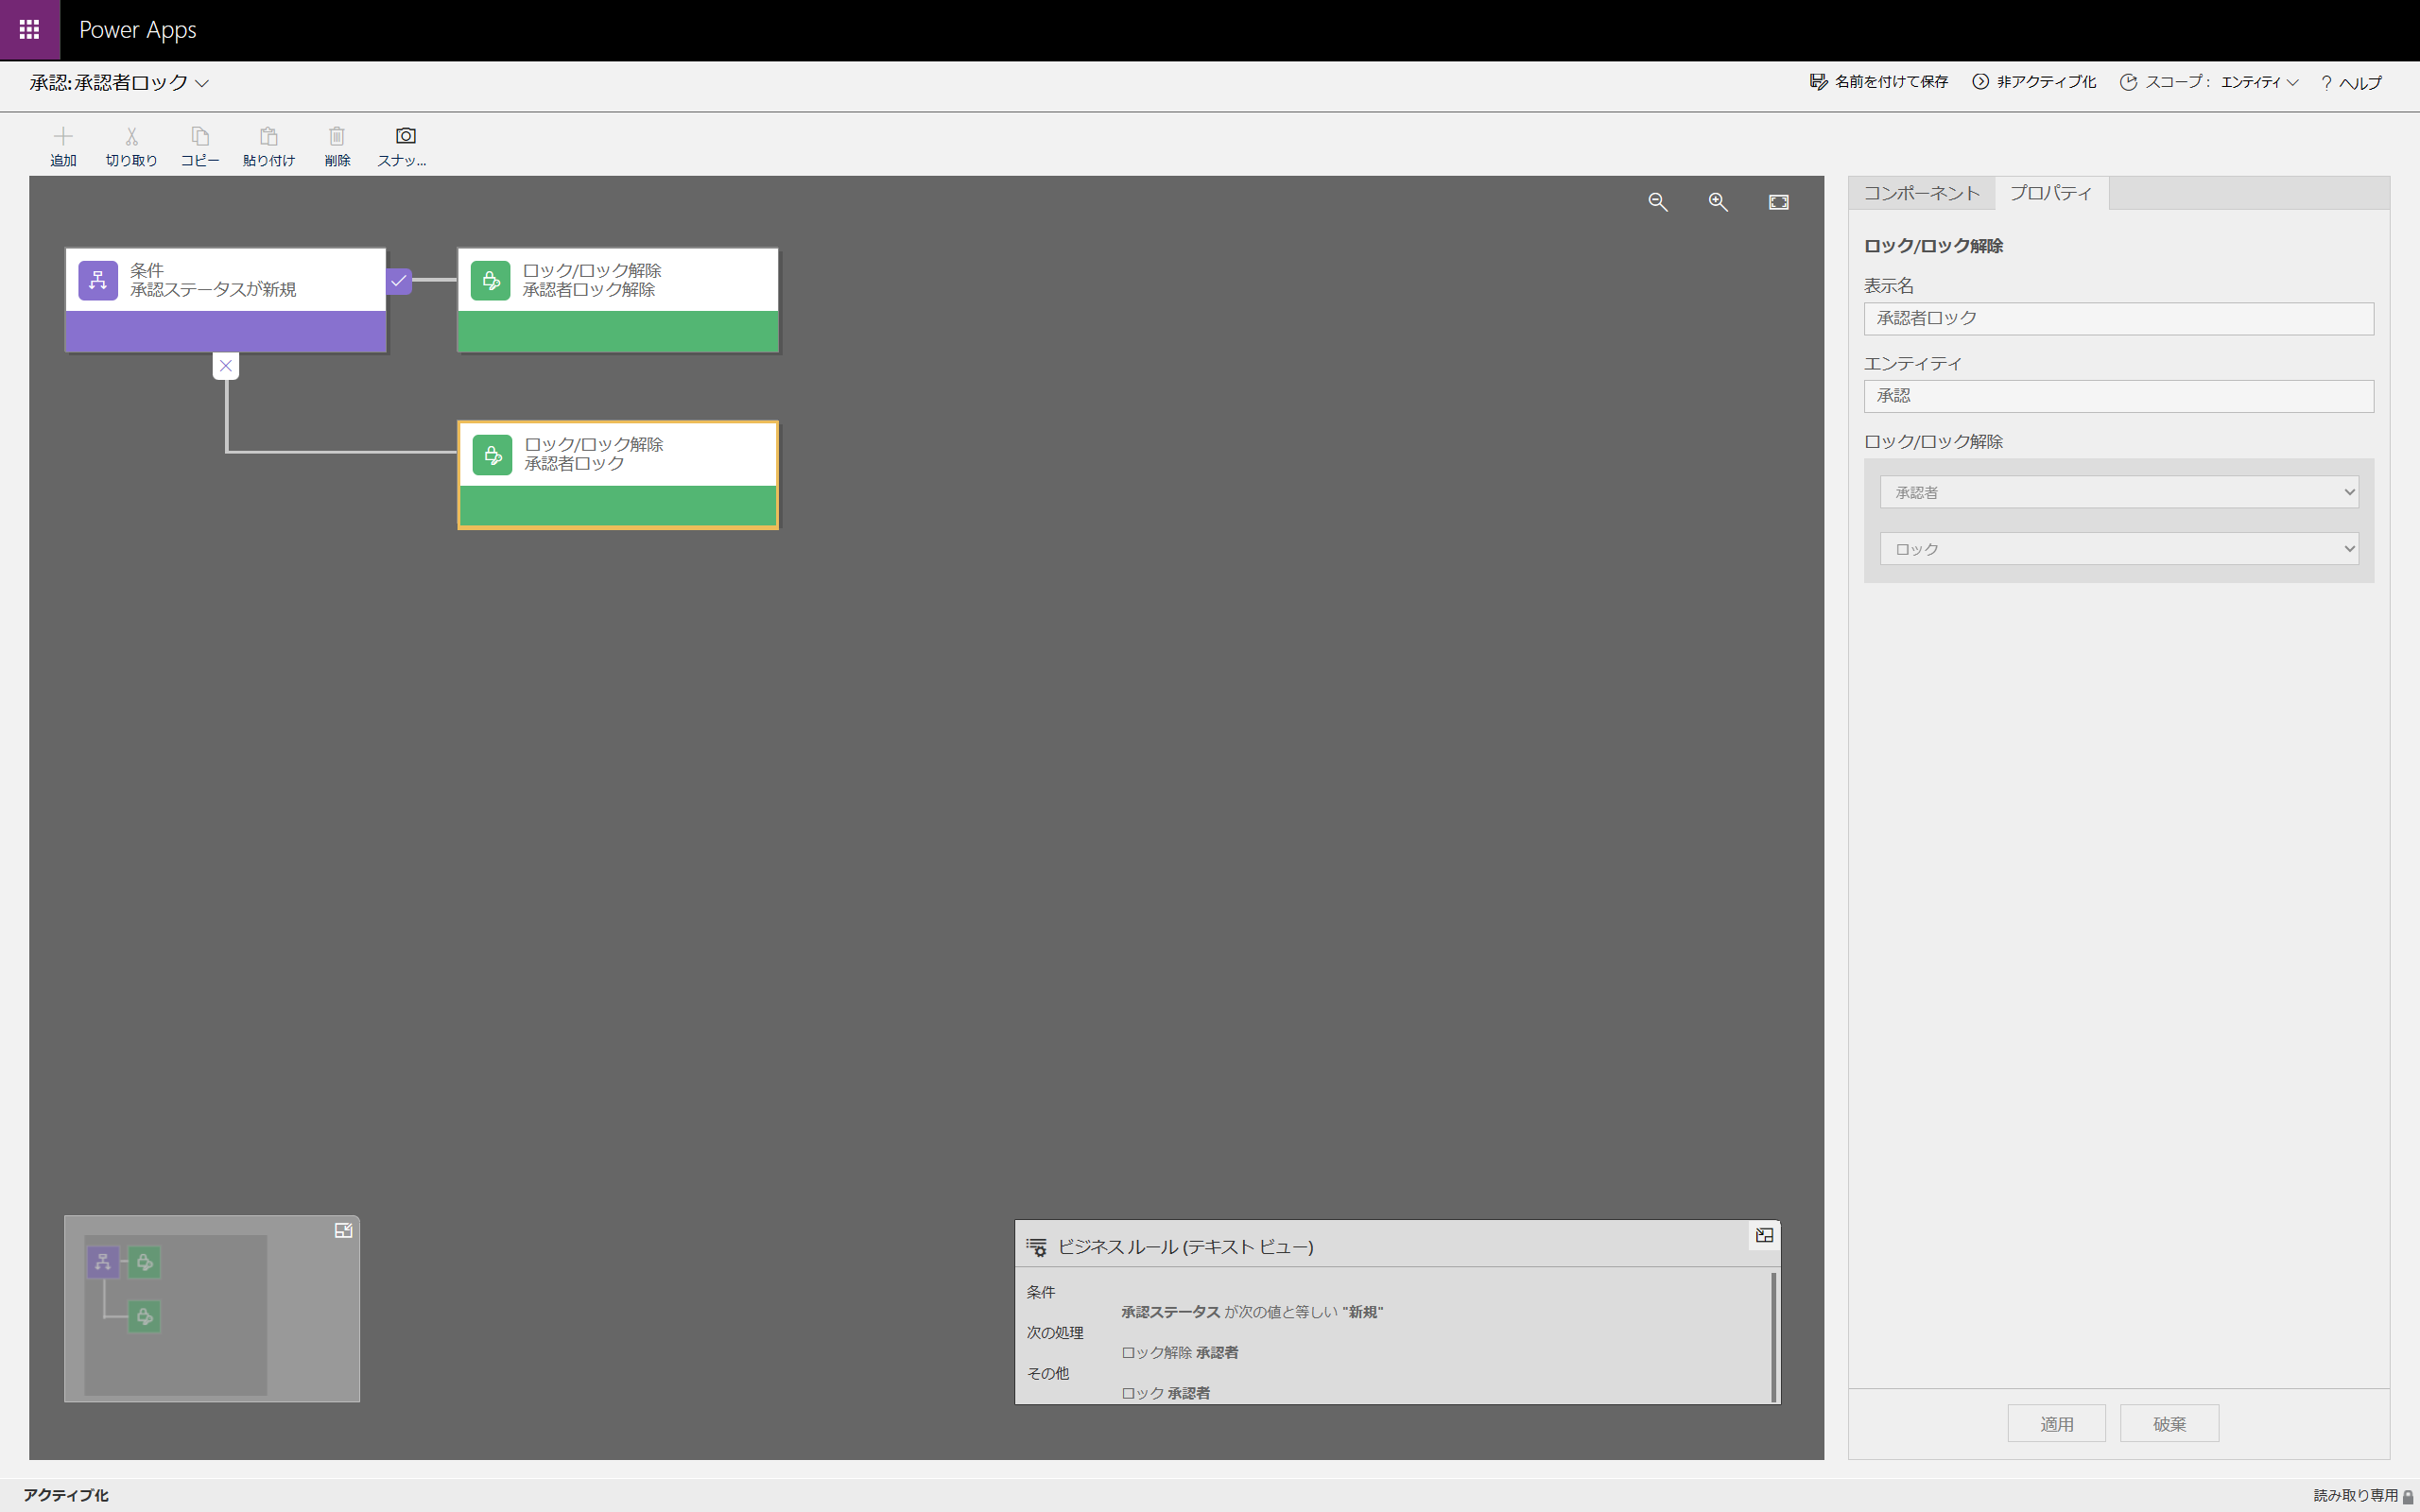 Power Apps
承認:承認者ロック
名前を付けて保存 非アクティブ化 スコープ: エンティティ ? ヘルプ
追加 切り取り コピー 貼り付け 削除 スナッ...
コンポーネント プロパティ
条件
承認ステータスが新規
ロック/ロック解除
承認者ロック解除
ロック/ロック解除
承認者ロック
ロック/ロック解除
表示名
承認者ロック
エンティティ
承認
ロック/ロック解除
承認者
ロック
ビジネス ルール (テキスト ビュー)
条件
承認ステータス が次の値と等しい "新規"
次の処理
ロック解除 承認者
その他
ロック 承認者
適用 破棄
アクティブ化 読み取り専用